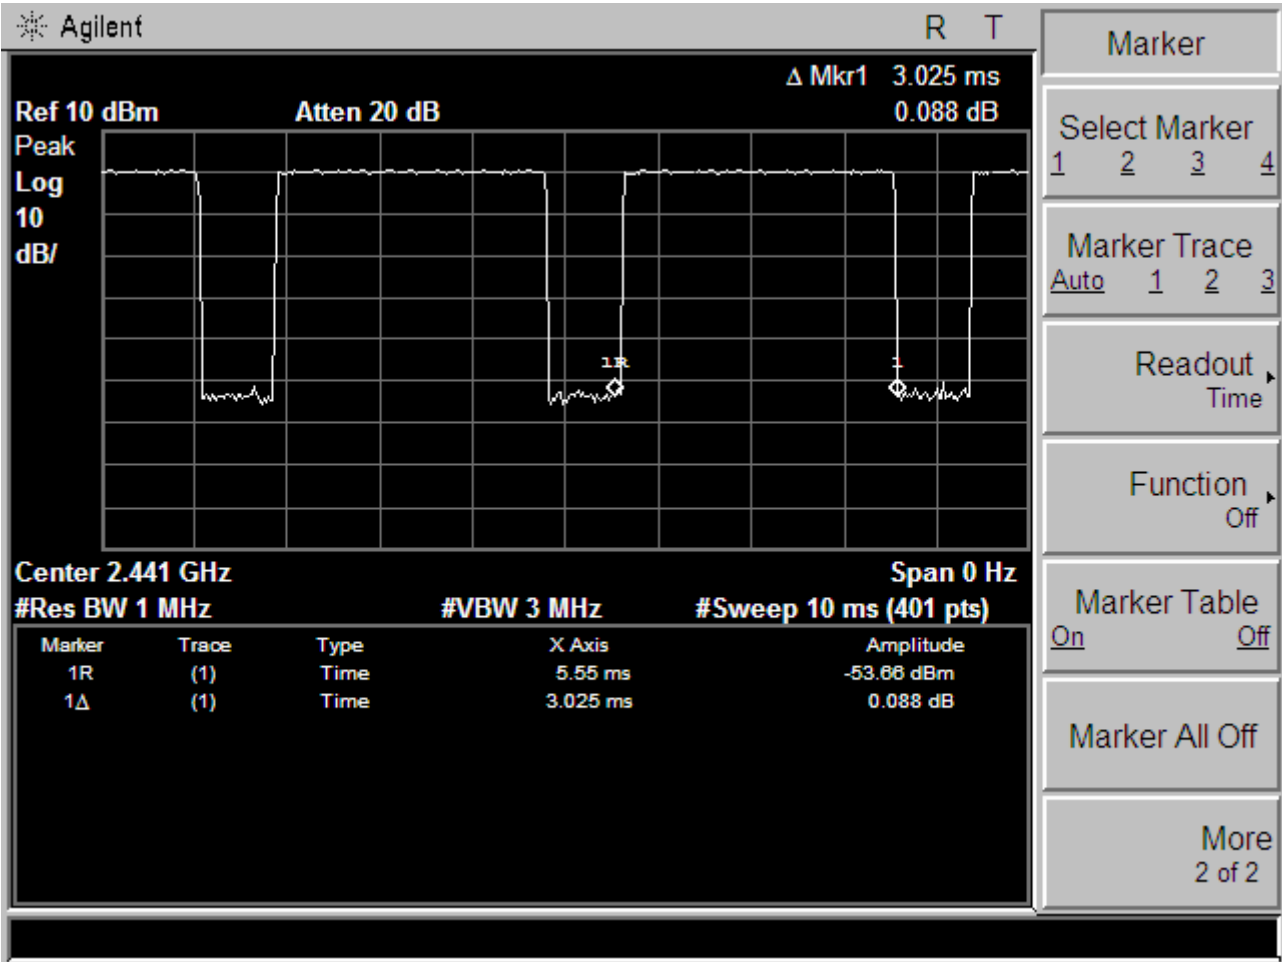 Agilent R T
Δ Mkr1 3.025 ms
Ref 10 dBm Atten 20 dB 0.088 dB
Peak
Log
10
dB/
1R 1
Center 2.441 GHz Span 0 Hz
#Res BW 1 MHz #VBW 3 MHz #Sweep 10 ms (401 pts)
Marker Trace Type X Axis Amplitude
1R (1) Time 5.55 ms -53.66 dBm
1Δ (1) Time 3.025 ms 0.088 dB
Marker
Select Marker
1 2 3 4
Marker Trace
Auto 1 2 3
Readout
Time
Function
Off
Marker Table
On Off
Marker All Off
More
2 of 2